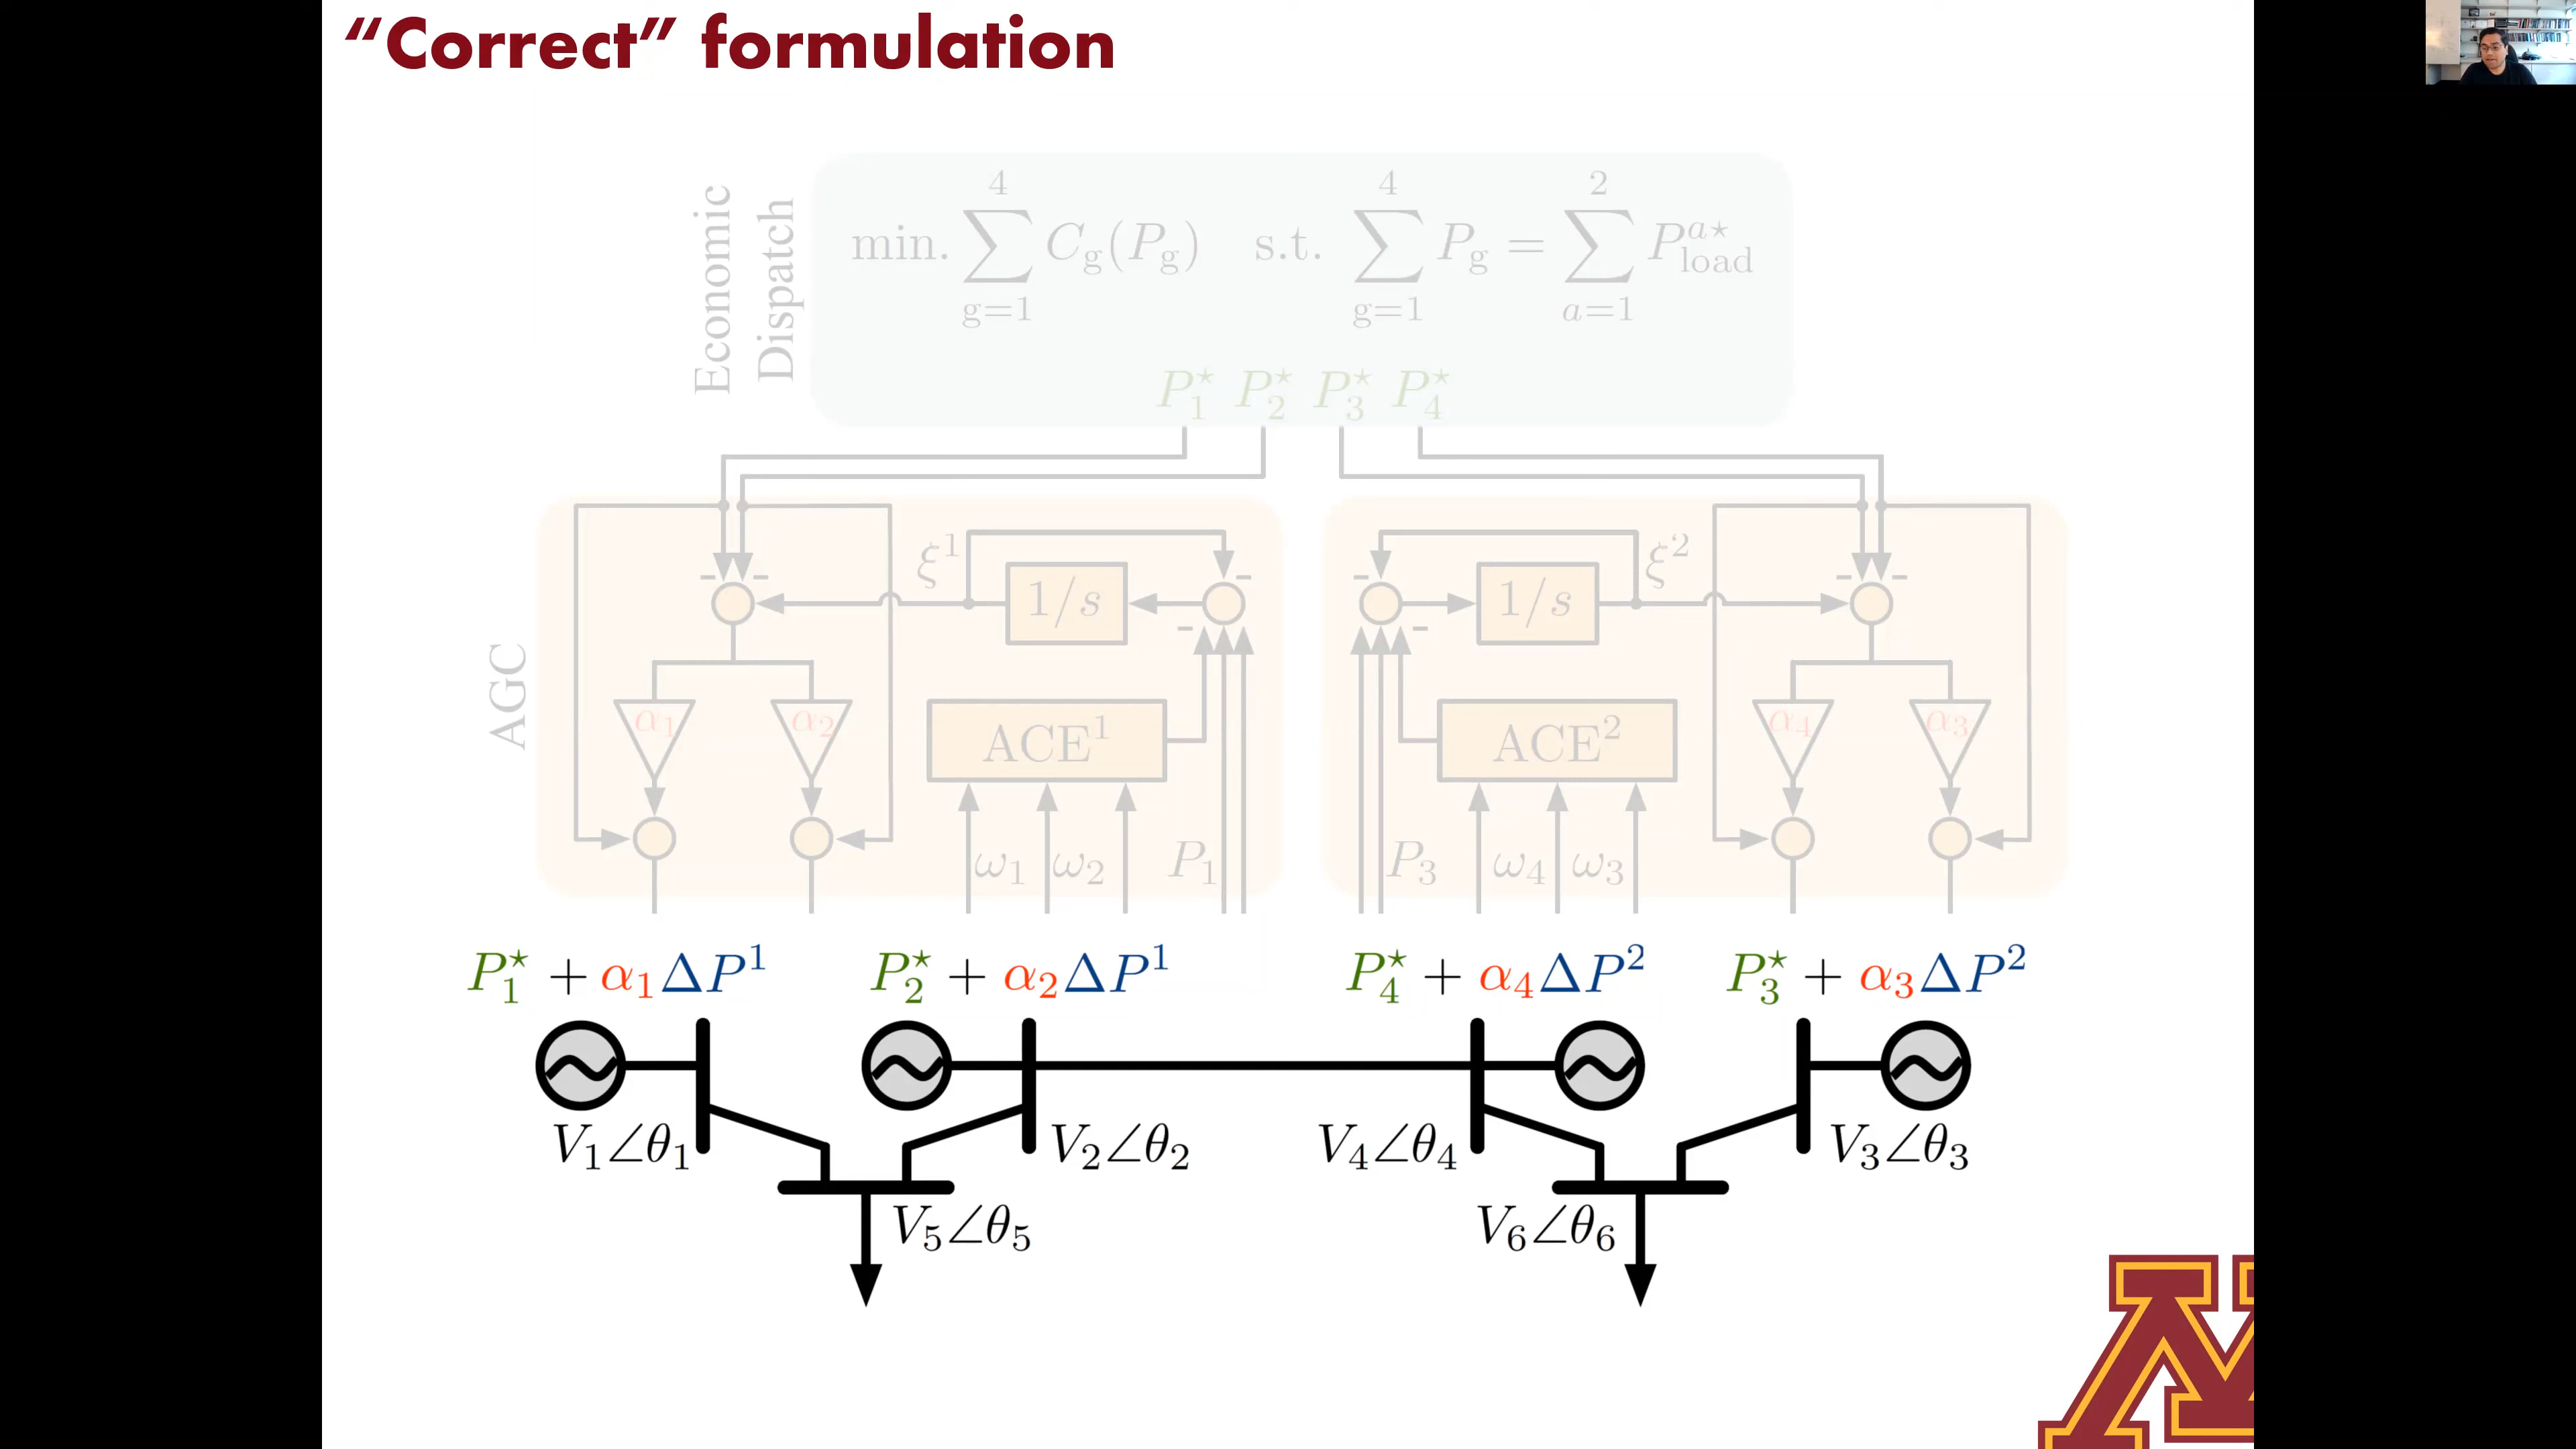 “Correct” formulation
Economic
Dispatch
min. ∑_{g=1}^{4} C_g(P_g) s.t. ∑_{g=1}^{4} P_g = ∑_{a=1}^{2} P_{load}^{a⋆}
P_1^⋆ P_2^⋆ P_3^⋆ P_4^⋆
AGC
- - ξ^1 1/s - -
- - 1/s ξ^2 - -
α_1 α_2 ACE^1
ACE^2 α_4 α_3
ω_1 ω_2 P_1
P_3 ω_4 ω_3
P_1^⋆ + α_1ΔP^1
P_2^⋆ + α_2ΔP^1
P_4^⋆ + α_4ΔP^2
P_3^⋆ + α_3ΔP^2
V_1∠θ_1
V_2∠θ_2
V_4∠θ_4
V_3∠θ_3
V_5∠θ_5
V_6∠θ_6
M